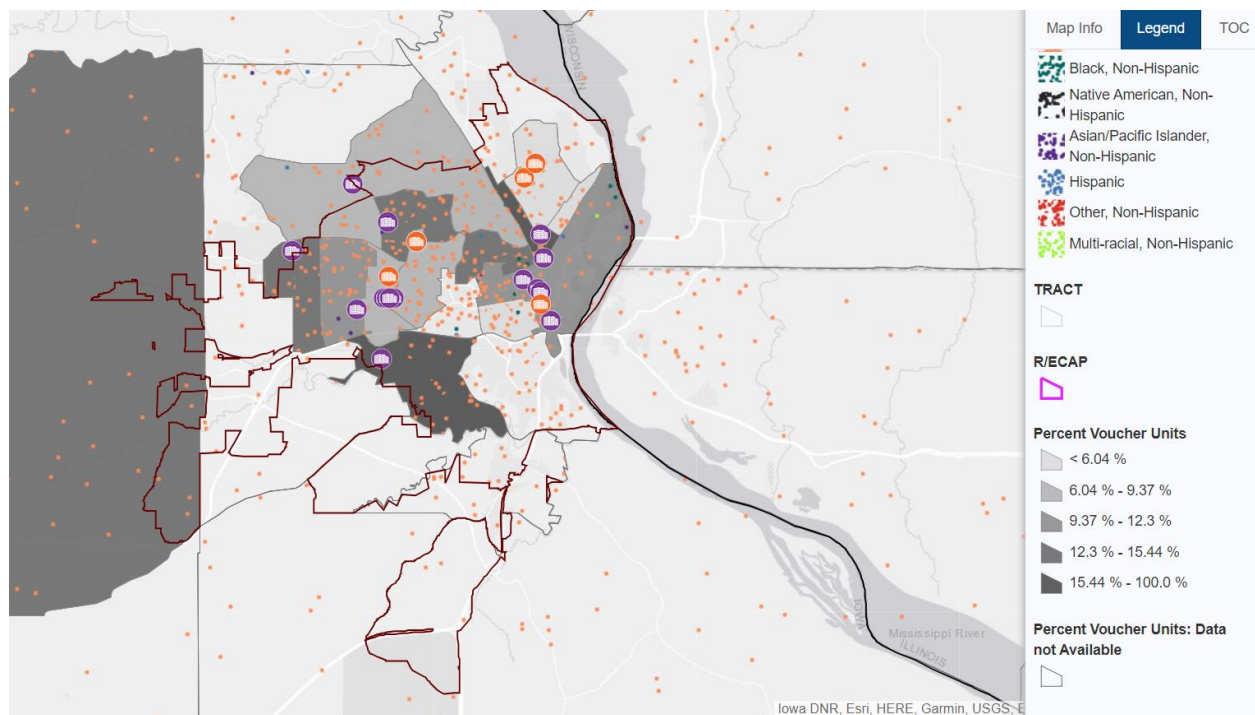 WISCONSIN
IOWA
Mississippi River
ILLINOIS
Iowa DNR, Esri, HERE, Garmin, USGS, E
Map Info
Legend
TOC
Black, Non-Hispanic
Native American, Non-
Hispanic
Asian/Pacific Islander,
Non-Hispanic
Hispanic
Other, Non-Hispanic
Multi-racial, Non-Hispanic
TRACT
R/ECAP
Percent Voucher Units
< 6.04 %
6.04 % - 9.37 %
9.37 % - 12.3 %
12.3 % - 15.44 %
15.44 % - 100.0 %
Percent Voucher Units: Data
not Available